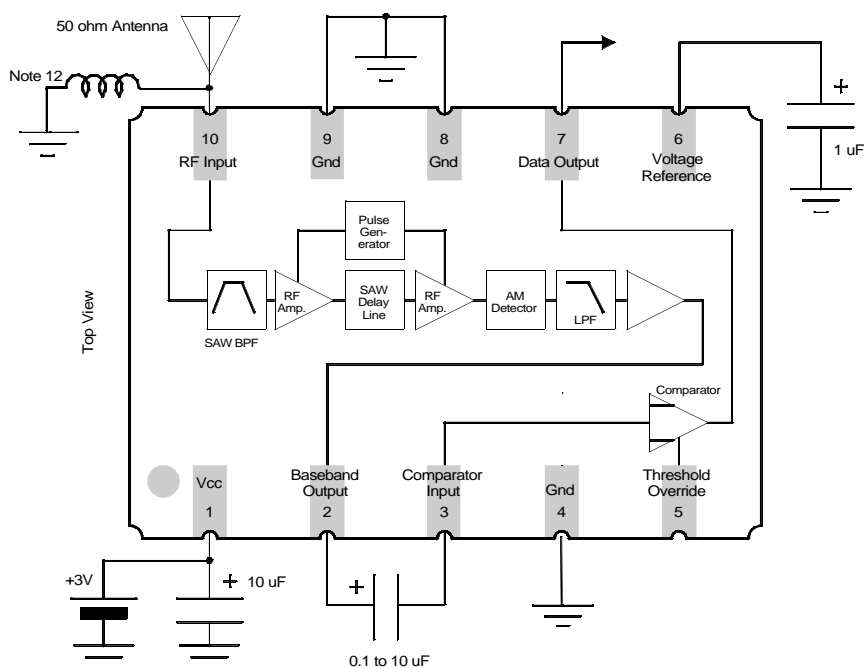 50 ohm Antenna
Note 12
+
1 uF
10
RF Input
9
Gnd
8
Gnd
7
Data Output
6
Voltage
Reference
Pulse
Gen-
erator
RF
Amp.
SAW
Delay
Line
RF
Amp.
AM
Detector
LPF
SAW BPF
Top View
Comparator
Vcc
1
Baseband
Output
2
Comparator
Input
3
Gnd
4
Threshold
Override
5
+3V
+ 10 uF
+
0.1 to 10 uF